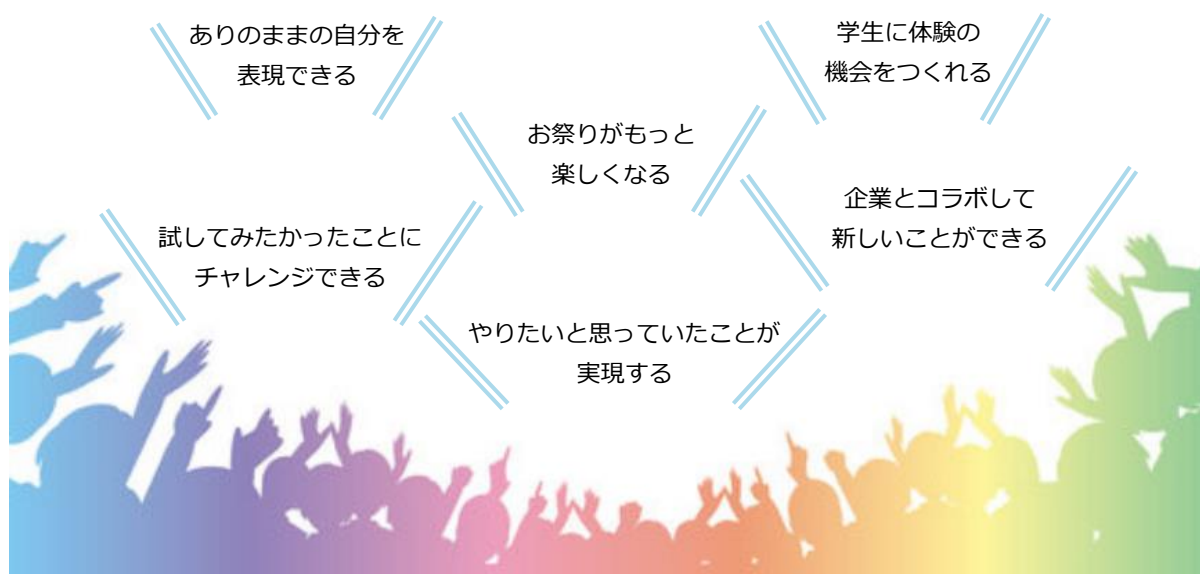 ありのままの自分を
表現できる
学生に体験の
機会をつくれる
お祭りがもっと
楽しくなる
試してみたかったことに
チャレンジできる
企業とコラボして
新しいことができる
やりたいと思っていたことが
実現する